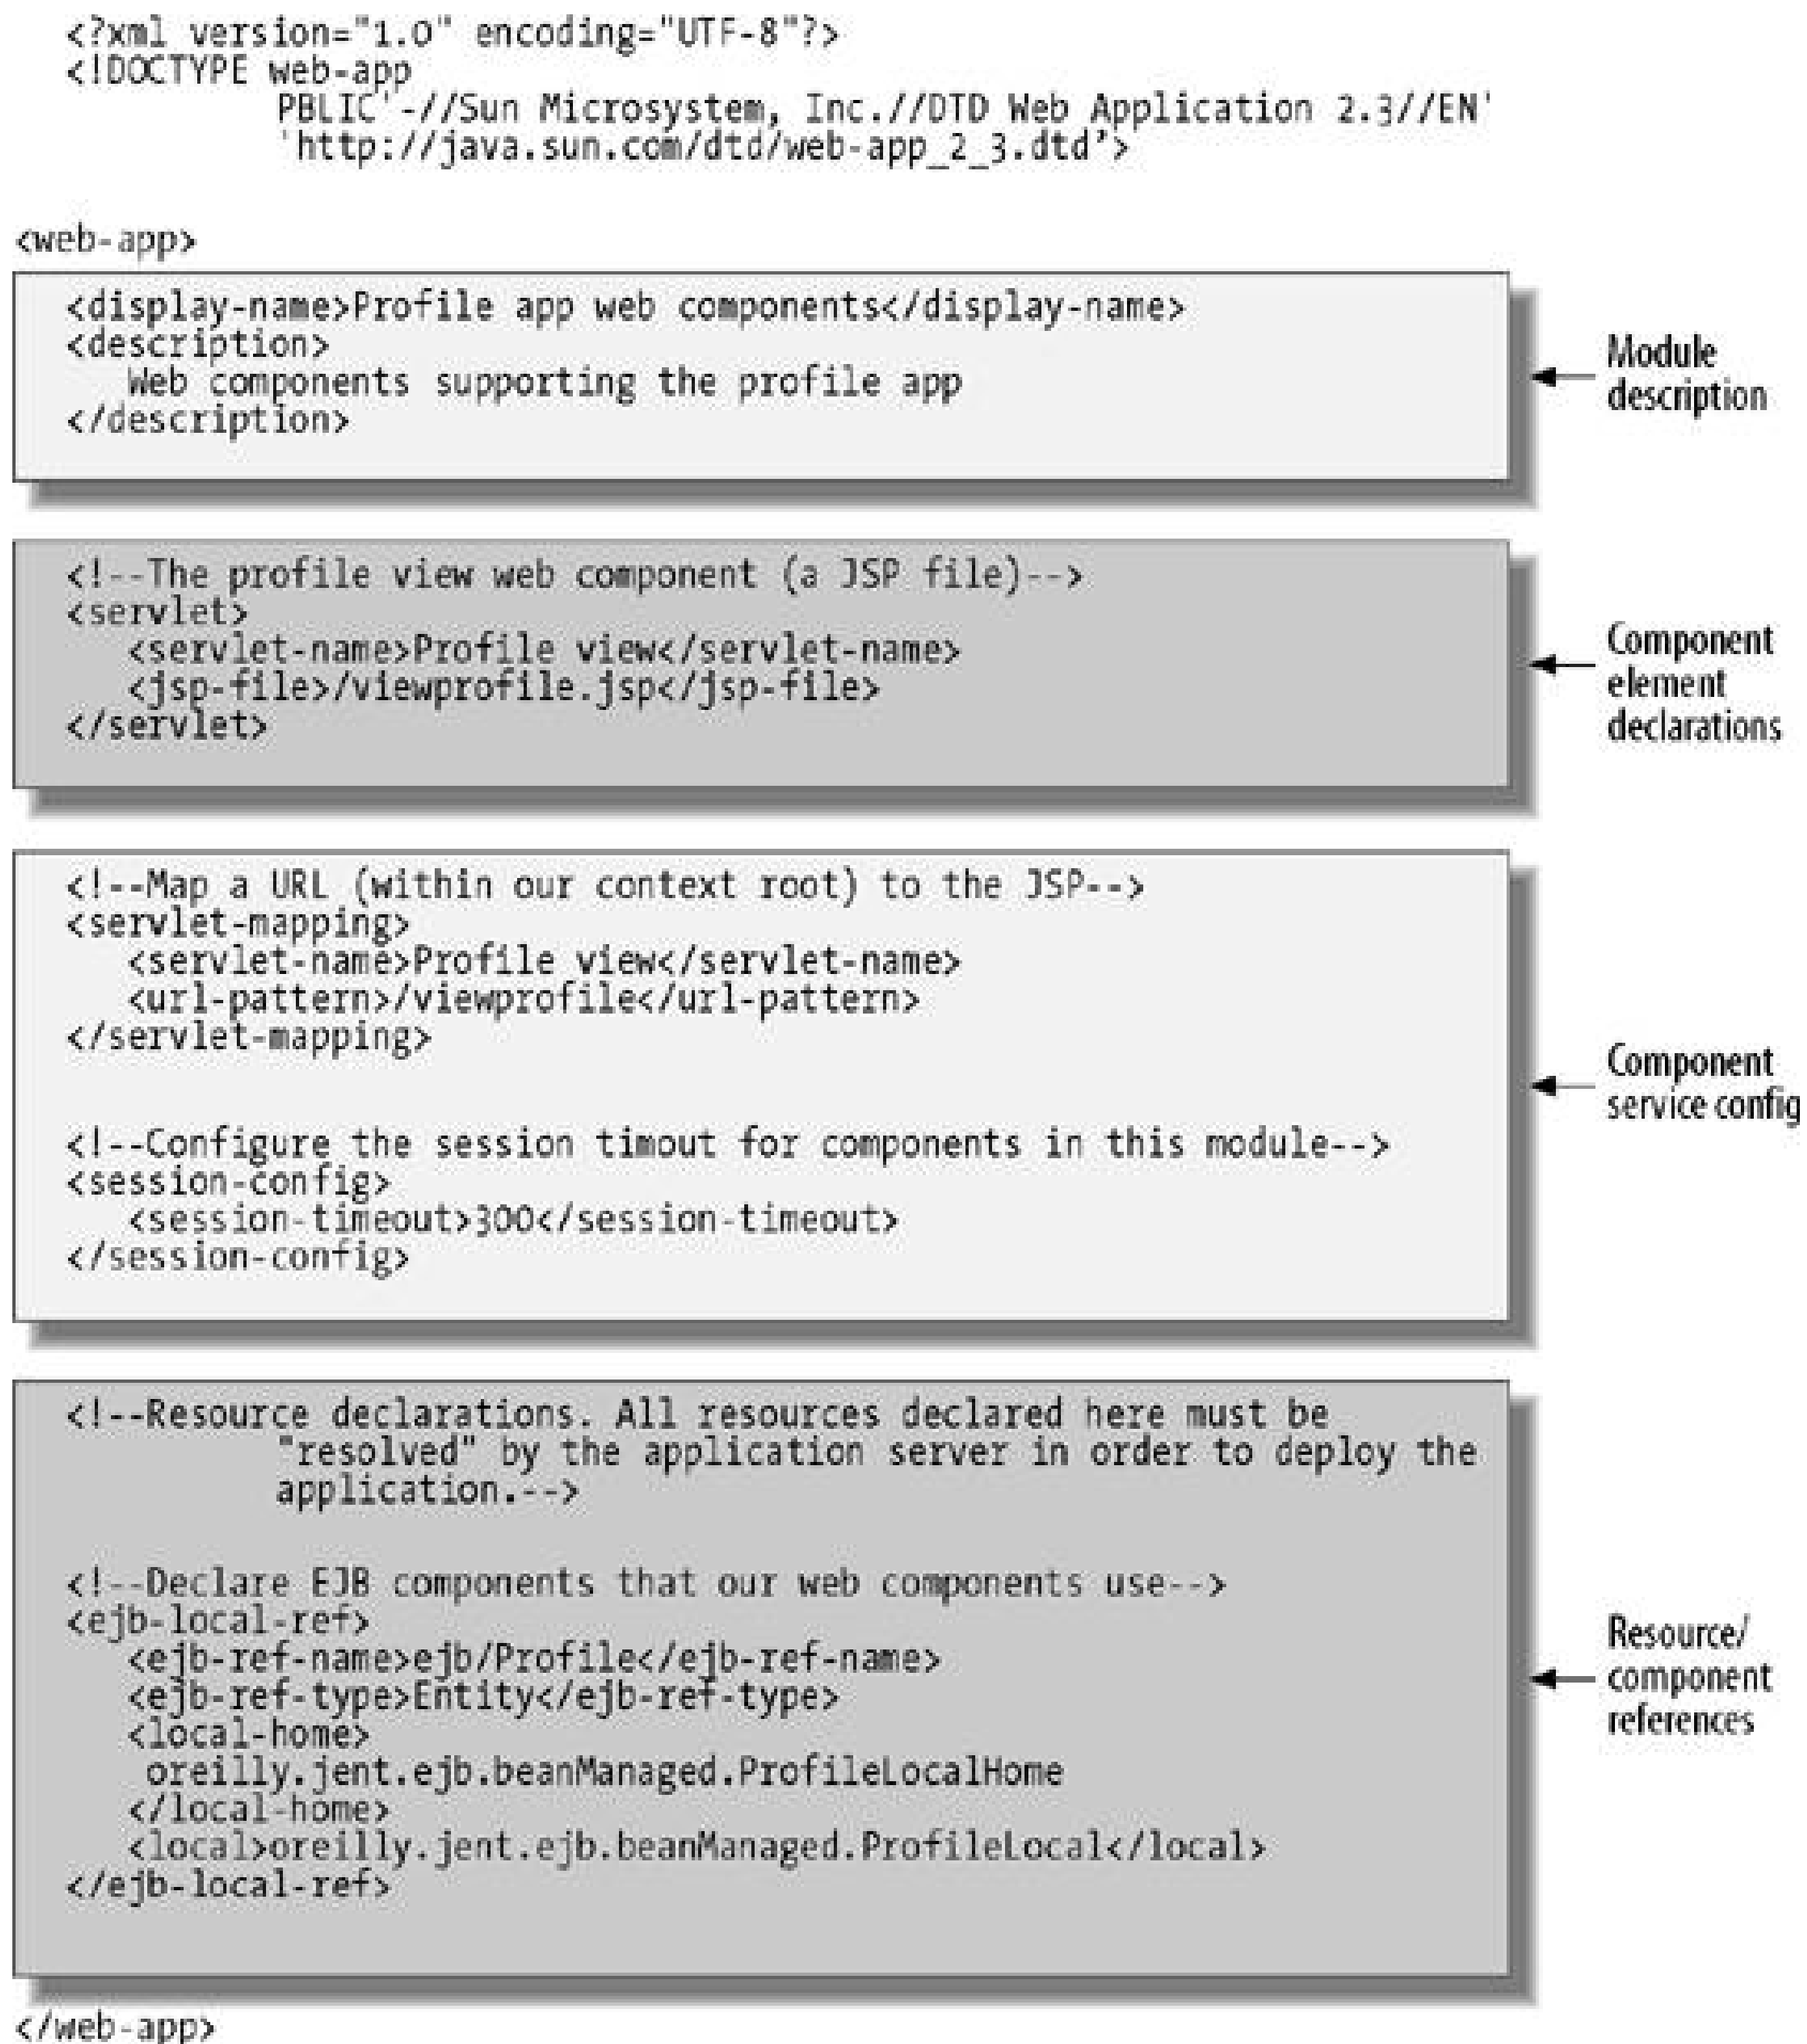 <?xml version="1.0" encoding="UTF-8"?>
<!DOCTYPE web-app
PBLIC'-//Sun Microsystem, Inc.//DTD Web Application 2.3//EN'
'http://java.sun.com/dtd/web-app_2_3.dtd'>
<web-app>
<display-name>Profile app web components</display-name>
<description>
Web components supporting the profile app
</description>
Module
description
<!--The profile view web component (a JSP file)-->
<servlet>
<servlet-name>Profile view</servlet-name>
<jsp-file>/viewprofile.jsp</jsp-file>
</servlet>
Component
element
declarations
<!--Map a URL (within our context root) to the JSP-->
<servlet-mapping>
<servlet-name>Profile view</servlet-name>
<url-pattern>/viewprofile</url-pattern>
</servlet-mapping>
<!--Configure the session timout for components in this module-->
<session-config>
<session-timeout>300</session-timeout>
</session-config>
Component
service config
<!--Resource declarations. All resources declared here must be
"resolved" by the application server in order to deploy the
application.-->
<!--Declare EJB components that our web components use-->
<ejb-local-ref>
<ejb-ref-name>ejb/Profile</ejb-ref-name>
<ejb-ref-type>Entity</ejb-ref-type>
<local-home>
oreilly.jent.ejb.beanManaged.ProfileLocalHome
</local-home>
<local>oreilly.jent.ejb.beanManaged.ProfileLocal</local>
</ejb-local-ref>
Resource/
component
references
</web-app>